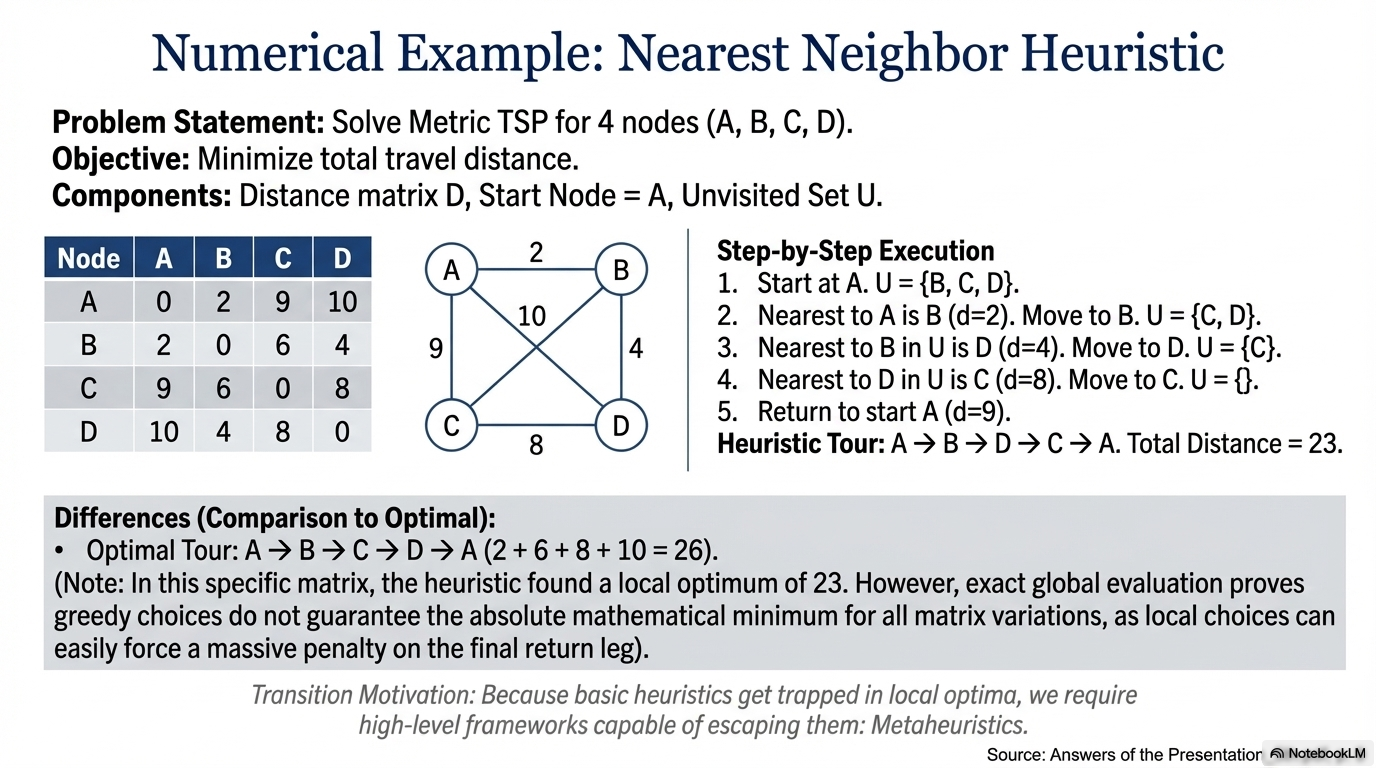 Numerical Example: Nearest Neighbor Heuristic
Problem Statement: Solve Metric TSP for 4 nodes (A, B, C, D).
Objective: Minimize total travel distance.
Components: Distance matrix D, Start Node = A, Unvisited Set U.
Node A B C D
A 0 2 9 10
B 2 0 6 4
C 9 6 0 8
D 10 4 8 0
2
A B
10
9 4
C D
8
Step-by-Step Execution
1. Start at A. U = {B, C, D}.
2. Nearest to A is B (d=2). Move to B. U = {C, D}.
3. Nearest to B in U is D (d=4). Move to D. U = {C}.
4. Nearest to D in U is C (d=8). Move to C. U = {}.
5. Return to start A (d=9).
Heuristic Tour: A → B → D → C → A. Total Distance = 23.
Differences (Comparison to Optimal):
• Optimal Tour: A → B → C → D → A (2 + 6 + 8 + 10 = 26).
(Note: In this specific matrix, the heuristic found a local optimum of 23. However, exact global evaluation proves
greedy choices do not guarantee the absolute mathematical minimum for all matrix variations, as local choices can
easily force a massive penalty on the final return leg).
Transition Motivation: Because basic heuristics get trapped in local optima, we require
high-level frameworks capable of escaping them: Metaheuristics.
Source: Answers of the Presentation
NotebookLM